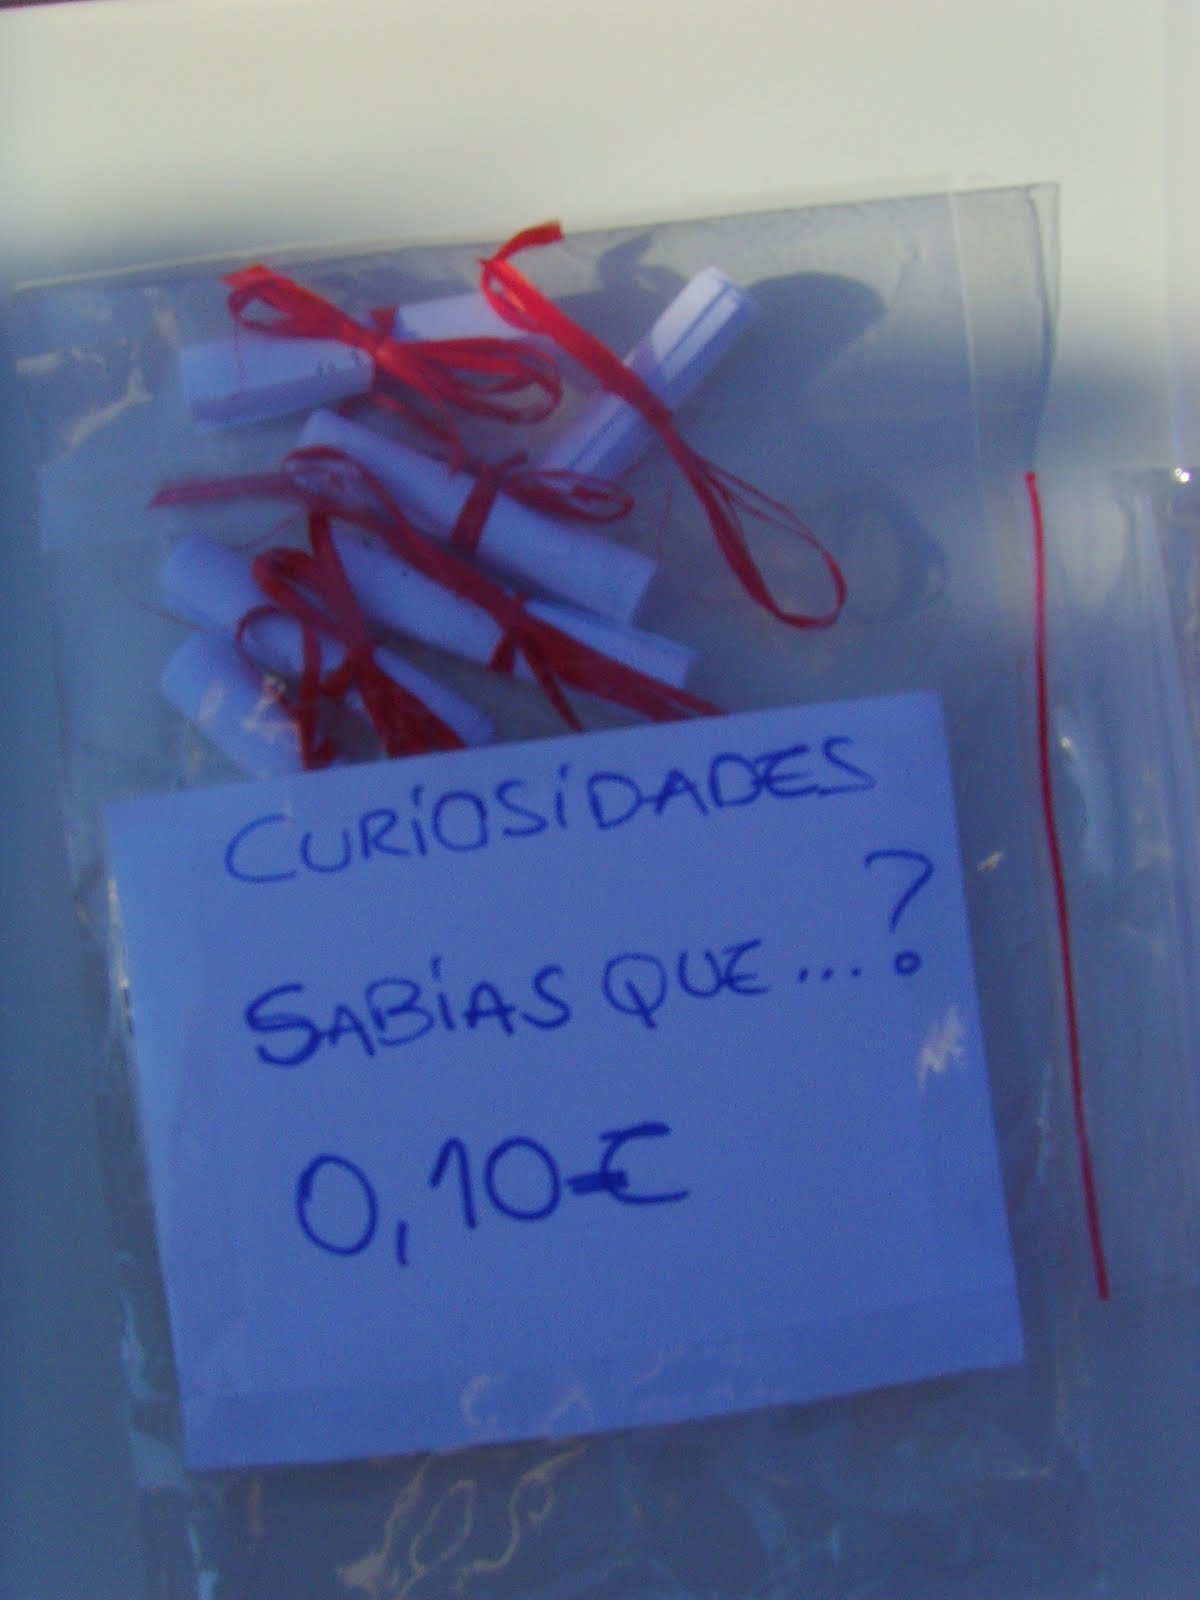 CURIOSIDADES
SABIAS QUE...?
0,10€